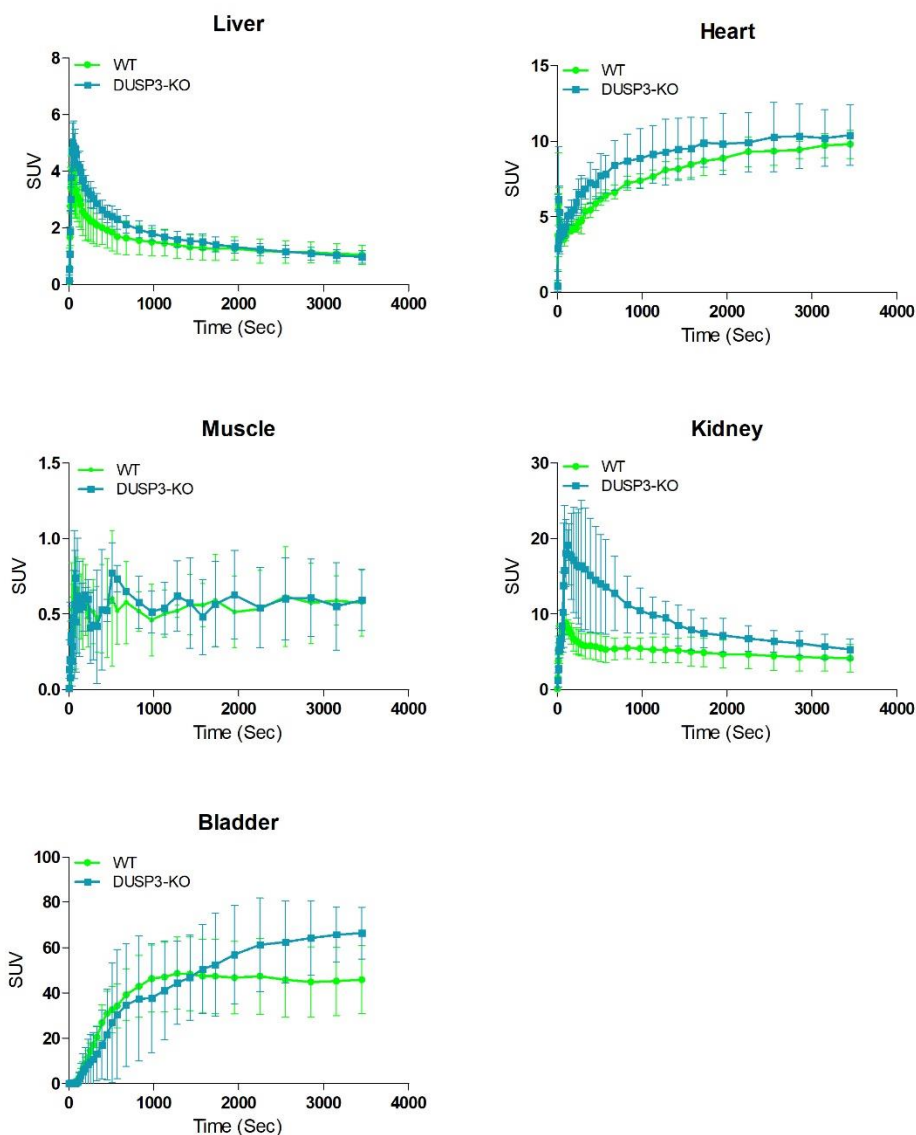 Liver
WT
DUSP3-KO
8
6
4
2
0
SUV
0 1000 2000 3000 4000
Time (Sec)
Heart
WT
DUSP3-KO
15
10
5
0
SUV
0 1000 2000 3000 4000
Time (Sec)
Muscle
WT
DUSP3-KO
1.5
1.0
0.5
0.0
SUV
0 1000 2000 3000 4000
Time (Sec)
Kidney
WT
DUSP3-KO
30
20
10
0
SUV
0 1000 2000 3000 4000
Time (Sec)
Bladder
WT
DUSP3-KO
100
80
60
40
20
0
SUV
0 1000 2000 3000 4000
Time (Sec)